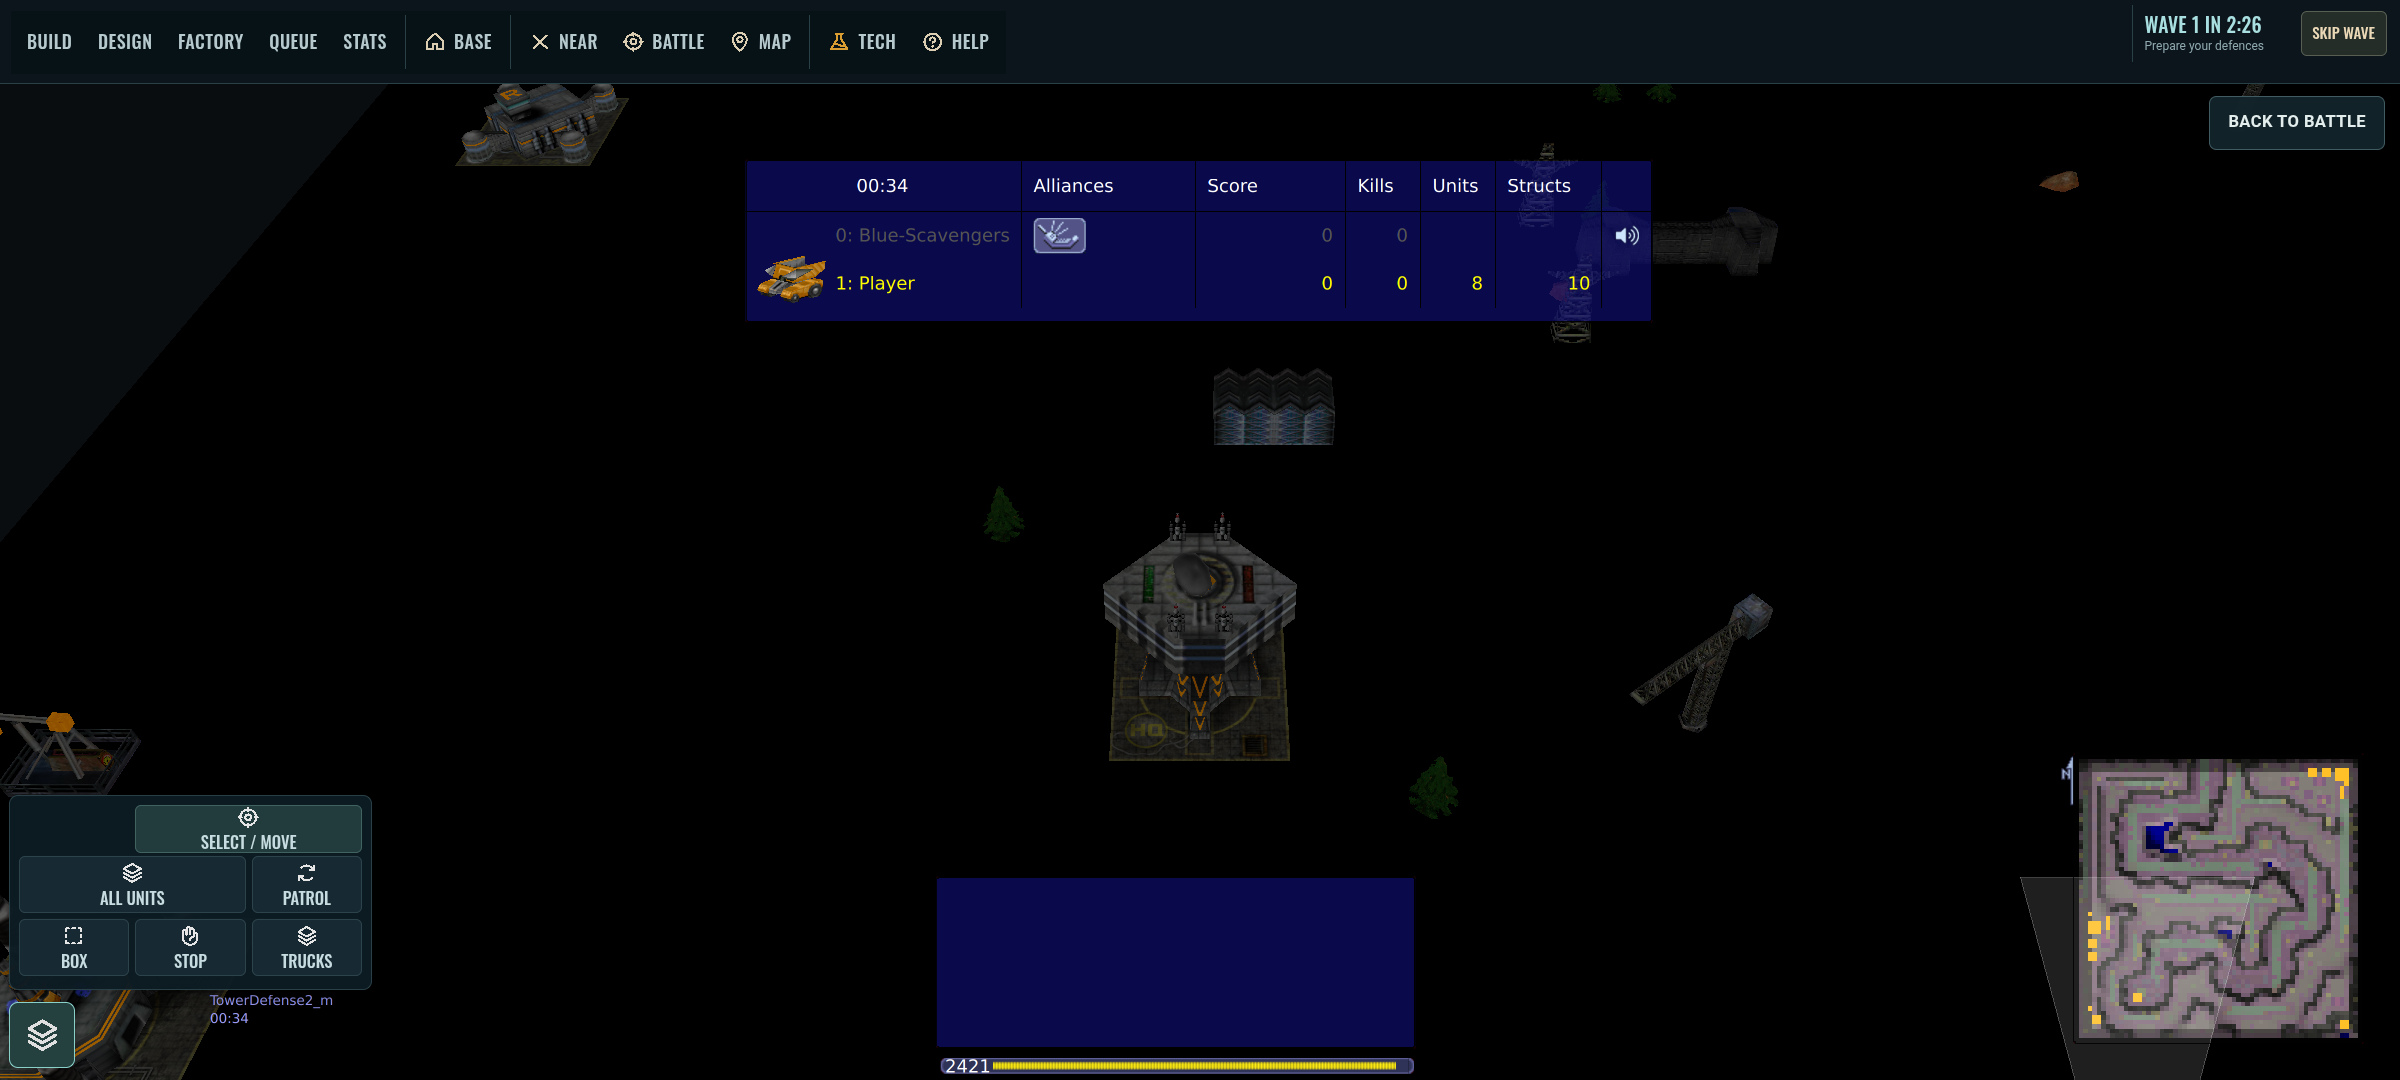 BUILD DESIGN FACTORY QUEUE STATS BASE NEAR BATTLE MAP TECH HELP
WAVE 1 IN 2:26
Prepare your defences
SKIP WAVE
BACK TO BATTLE
00:34 Alliances Score Kills Units Structs
0: Blue-Scavengers 0 0
1: Player 0 0 8 10
HQ
N
SELECT / MOVE
ALL UNITS PATROL
BOX STOP TRUCKS
TowerDefense2_m
00:34
2421